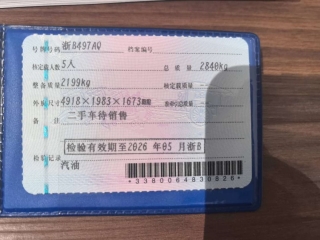 号牌号码 浙B497AQ 档案编号
核定载人数 5人 总质量 2840kg
整备质量 2199kg 核定载质量
外廓尺寸 4918×1983×1673mm 准牵引总质量
备注 二手车待销售
检验有效期至2026年05月浙B
检验记录 汽油
*3380064830826*